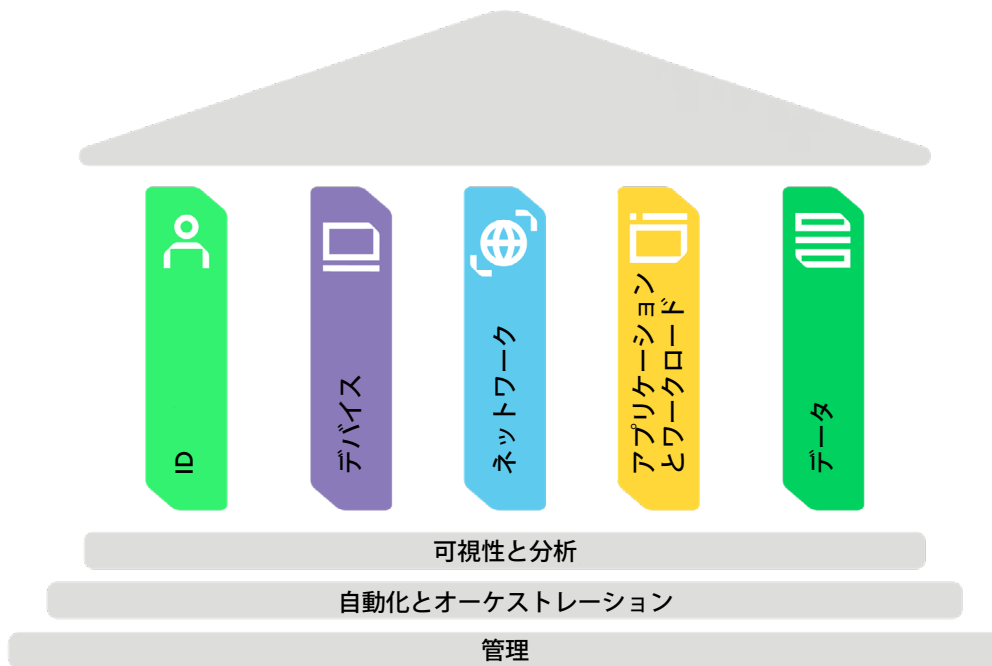 ID
デバイス
ネットワーク
アプリケーション
とワークロード
データ
可視性と分析
自動化とオーケストレーション
管理